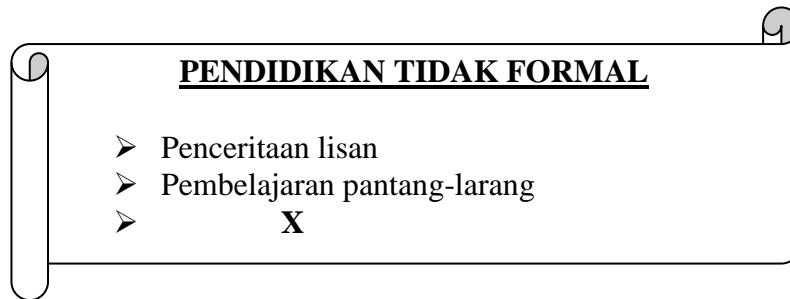 PENDIDIKAN TIDAK FORMAL
➢ Penceritaan lisan
➢ Pembelajaran pantang-larang
➢ X